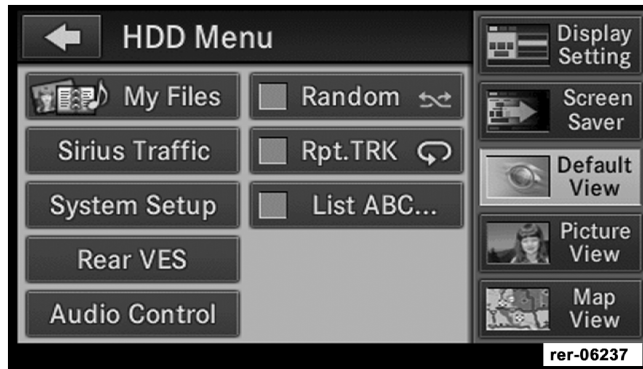 HDD Menu
My Files
Sirius Traffic
System Setup
Rear VES
Audio Control
Random
Rpt.TRK
List ABC...
Display
Setting
Screen
Saver
Default
View
Picture
View
Map
View
rer-06237